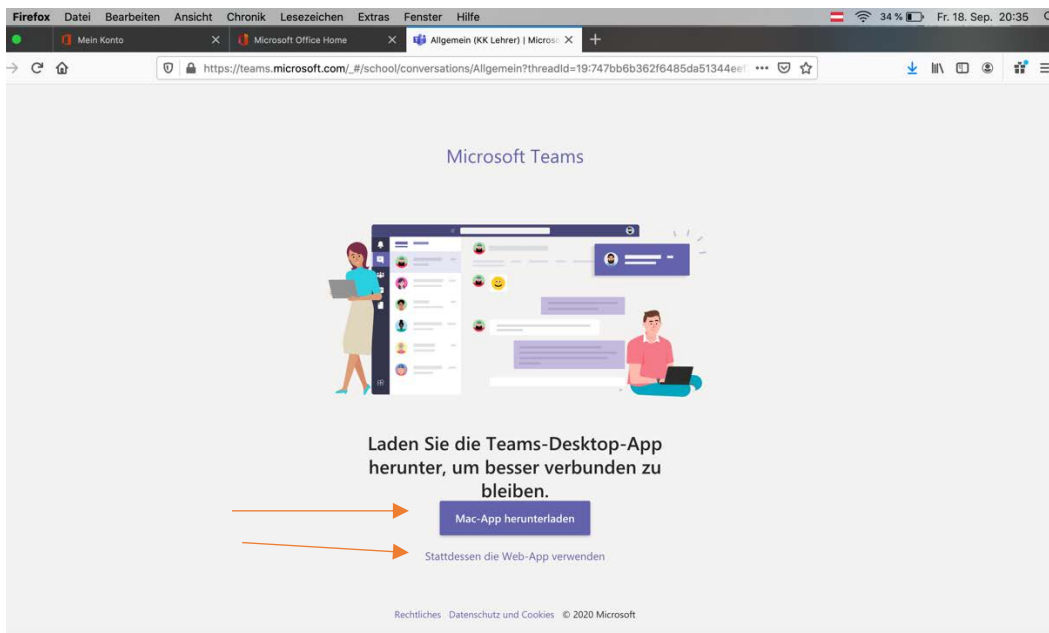 Firefox Datei Bearbeiten Ansicht Chronik Lesezeichen Extras Fenster Hilfe 34 % Fr. 18. Sep. 20:35
Mein Konto Microsoft Office Home Allgemein (KK Lehrer) | Micros
https://teams.microsoft.com/_#/school/conversations/Allgemein?threadId=19:747bb6b362f6485da51344eef
Microsoft Teams
Laden Sie die Teams-Desktop-App
herunter, um besser verbunden zu
bleiben.
Mac-App herunterladen
Stattdessen die Web-App verwenden
Rechtliches Datenschutz und Cookies © 2020 Microsoft